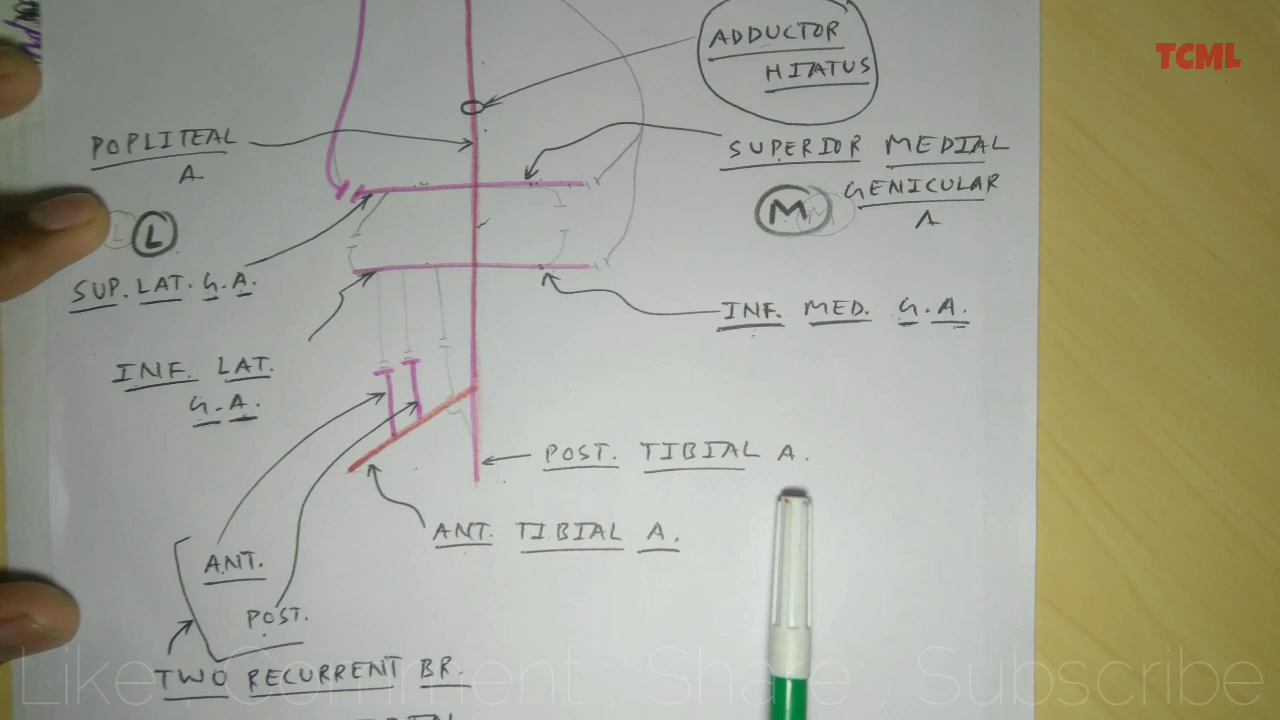 ADDUCTOR
HIATUS
TCML
POPLITEAL
A
SUPERIOR MEDIAL
GENICULAR
A
M
L
SUP. LAT. G.A.
INF. MED. G.A.
INF. LAT.
G.A.
POST. TIBIAL A.
ANT. TIBIAL A.
ANT.
POST.
TWO RECURRENT BR.
Like, Comment, Share, Subscribe